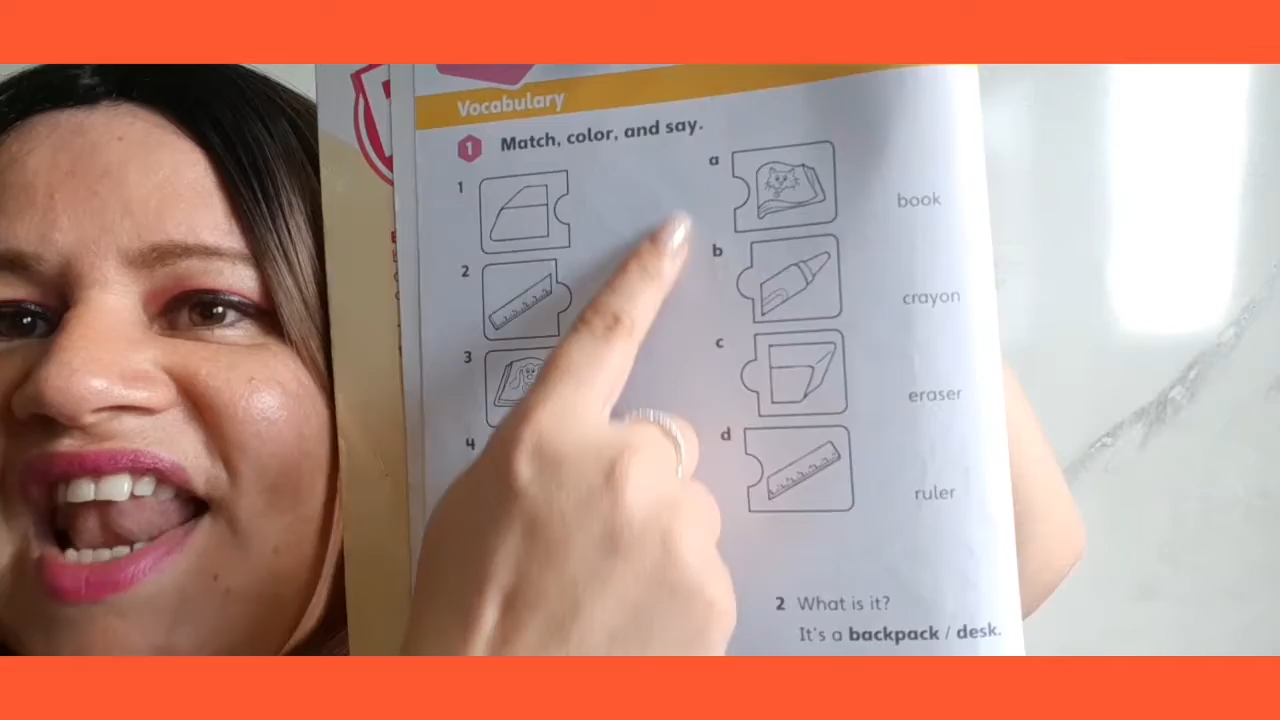 Vocabulary
1 Match, color, and say.
1
a
book
2
b
crayon
3
c
eraser
4
d
ruler
2 What is it?
It's a backpack / desk.